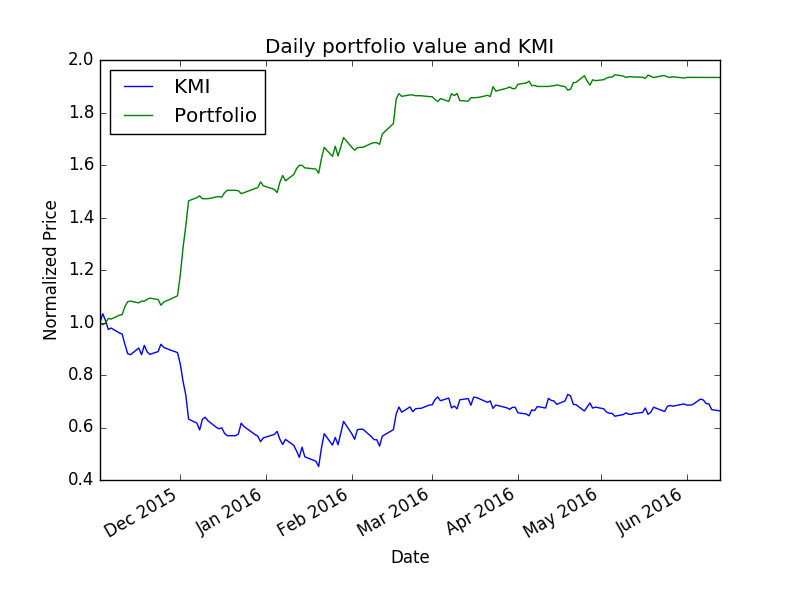 Daily portfolio value and KMI
KMI
Portfolio
2.0
1.8
1.6
1.4
1.2
1.0
0.8
0.6
0.4
Normalized Price
Dec 2015
Jan 2016
Feb 2016
Mar 2016
Apr 2016
May 2016
Jun 2016
Date